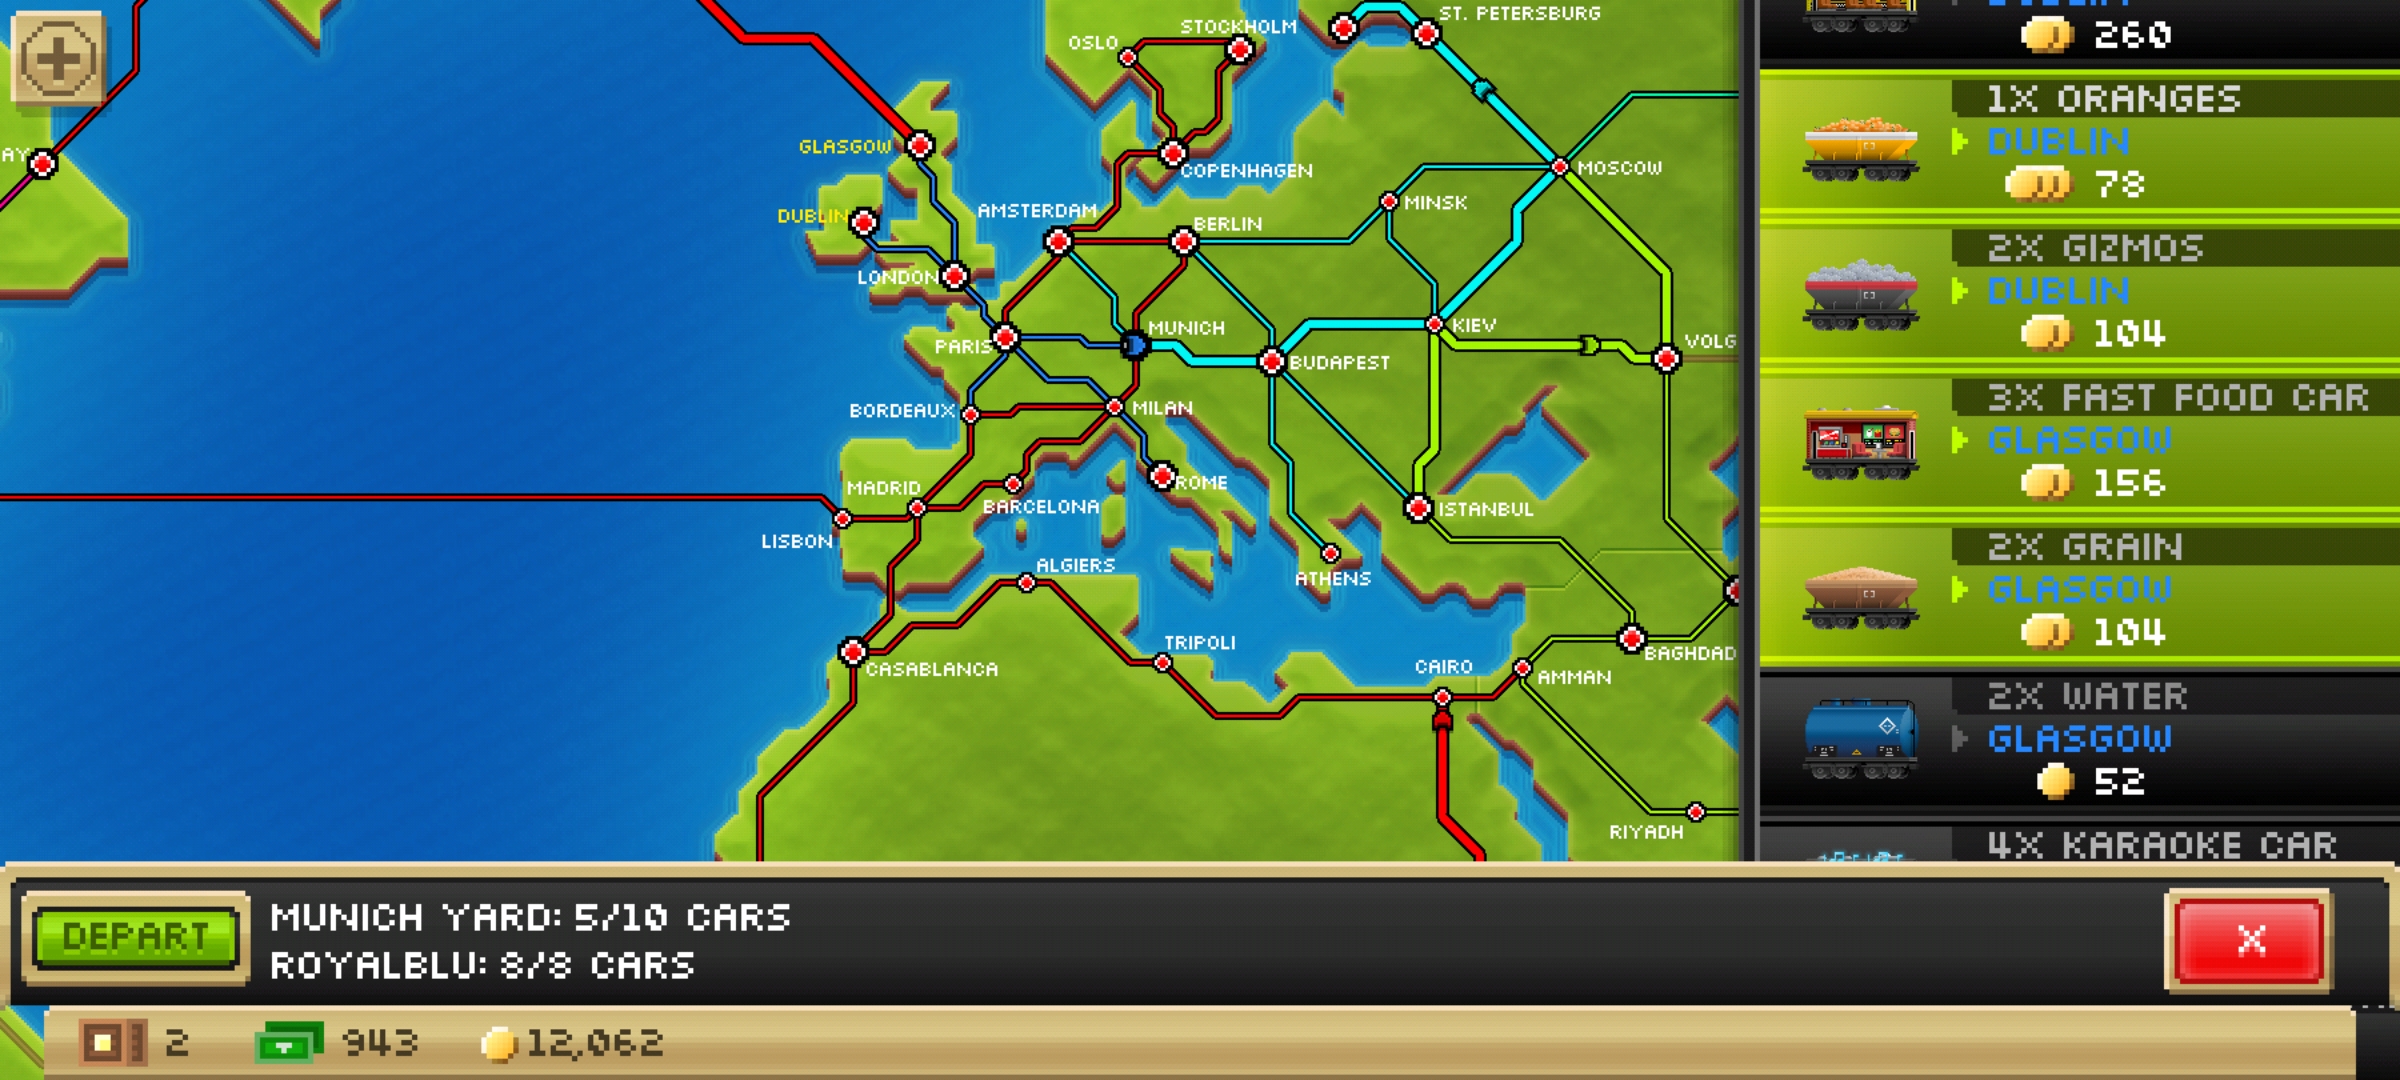 STOCKHOLM
ST. PETERSBURG
OSLO
GLASGOW
COPENHAGEN
MOSCOW
MINSK
AMSTERDAM
DUBLIN
BERLIN
LONDON
MUNICH
KIEV
PARIS
VOLG
BUDAPEST
BORDEAUX
MILAN
MADRID
ROME
BARCELONA
ISTANBUL
LISBON
ALGIERS
ATHENS
TRIPOLI
CASABLANCA
CAIRO
BAGHDAD
AMMAN
RIYADH
AY
260
1X ORANGES
DUBLIN
78
2X GIZMOS
DUBLIN
104
3X FAST FOOD CAR
GLASGOW
156
2X GRAIN
GLASGOW
104
2X WATER
GLASGOW
52
4X KARAOKE CAR
DEPART
MUNICH YARD: 5/10 CARS
ROYALBLU: 8/8 CARS
X
2
943
12,062